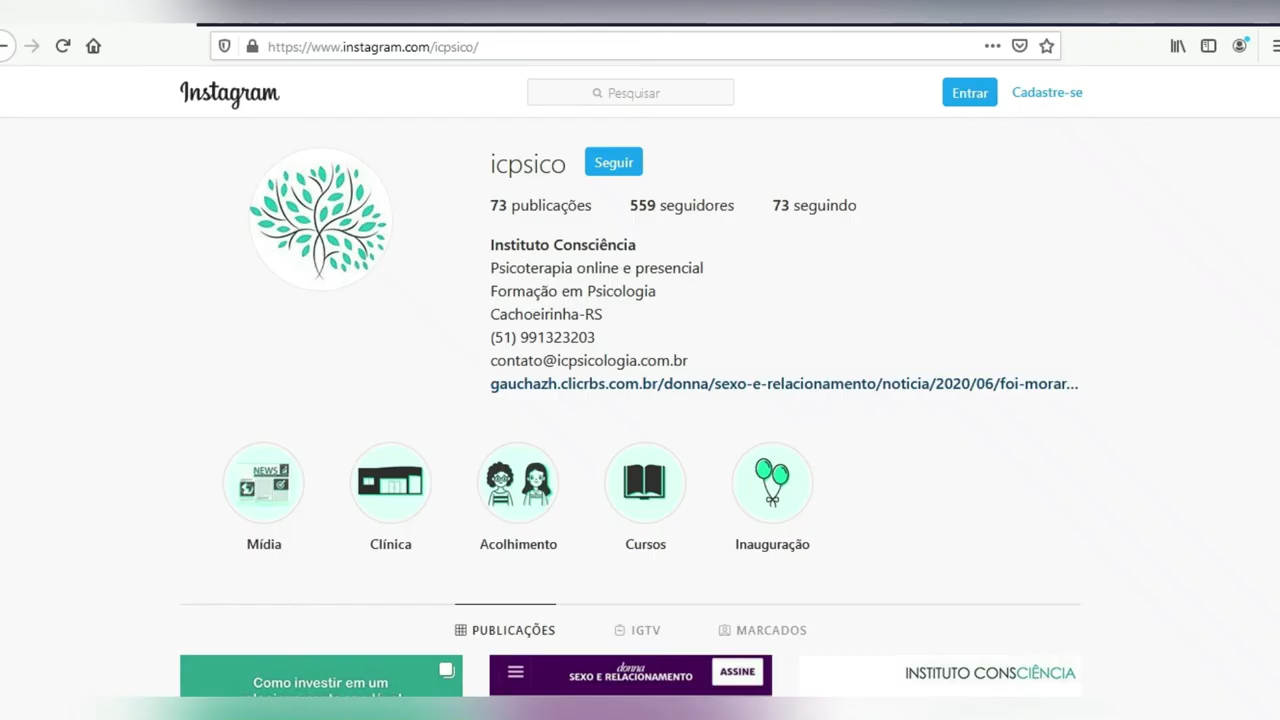 https://www.instagram.com/icpsico/
Instagram
Pesquisar
Entrar
Cadastre-se
icpsico
Seguir
73 publicações 559 seguidores 73 seguindo
Instituto Consciência
Psicoterapia online e presencial
Formação em Psicologia
Cachoeirinha-RS
(51) 991323203
contato@icpsicologia.com.br
gauchazh.clicrbs.com.br/donna/sexo-e-relacionamento/noticia/2020/06/foi-morar...
NEWS
Mídia
Clínica
Acolhimento
Cursos
Inauguração
PUBLICAÇÕES
IGTV
MARCADOS
Como investir em um
donna
SEXO E RELACIONAMENTO
ASSINE
INSTITUTO CONSCIÊNCIA